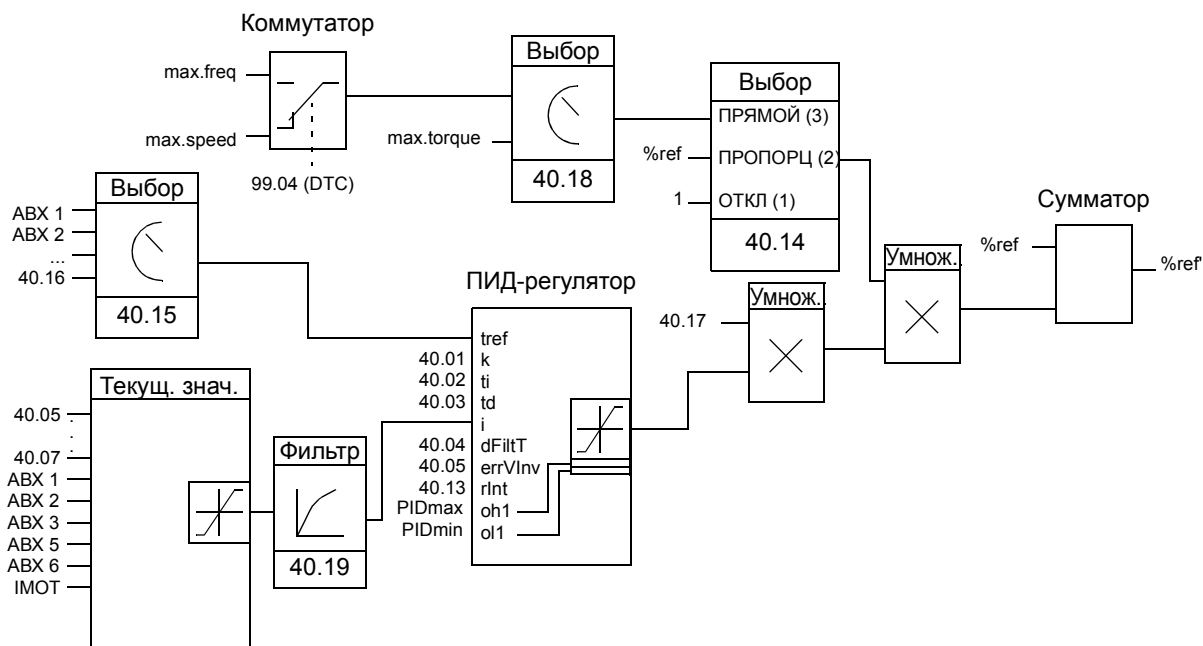 Коммутатор
max.freq
max.speed
99.04 (DTC)
Выбор
max.torque
40.18
Выбор
ПРЯМОЙ (3)
%ref
ПРОПОРЦ (2)
1
ОТКЛ (1)
40.14
Выбор
АВХ 1
АВХ 2
...
40.16
40.15
Сумматор
%ref
%ref'
Умнож.
Умнож.
40.17
ПИД-регулятор
tref
40.01 k
40.02 ti
40.03 td
i
40.04 dFiltT
40.05 errVInv
40.13 rInt
PIDmax oh1
PIDmin ol1
Текущ. знач.
40.05
.
.
40.07
АВХ 1
АВХ 2
АВХ 3
АВХ 5
АВХ 6
IMOT
Фильтр
40.19